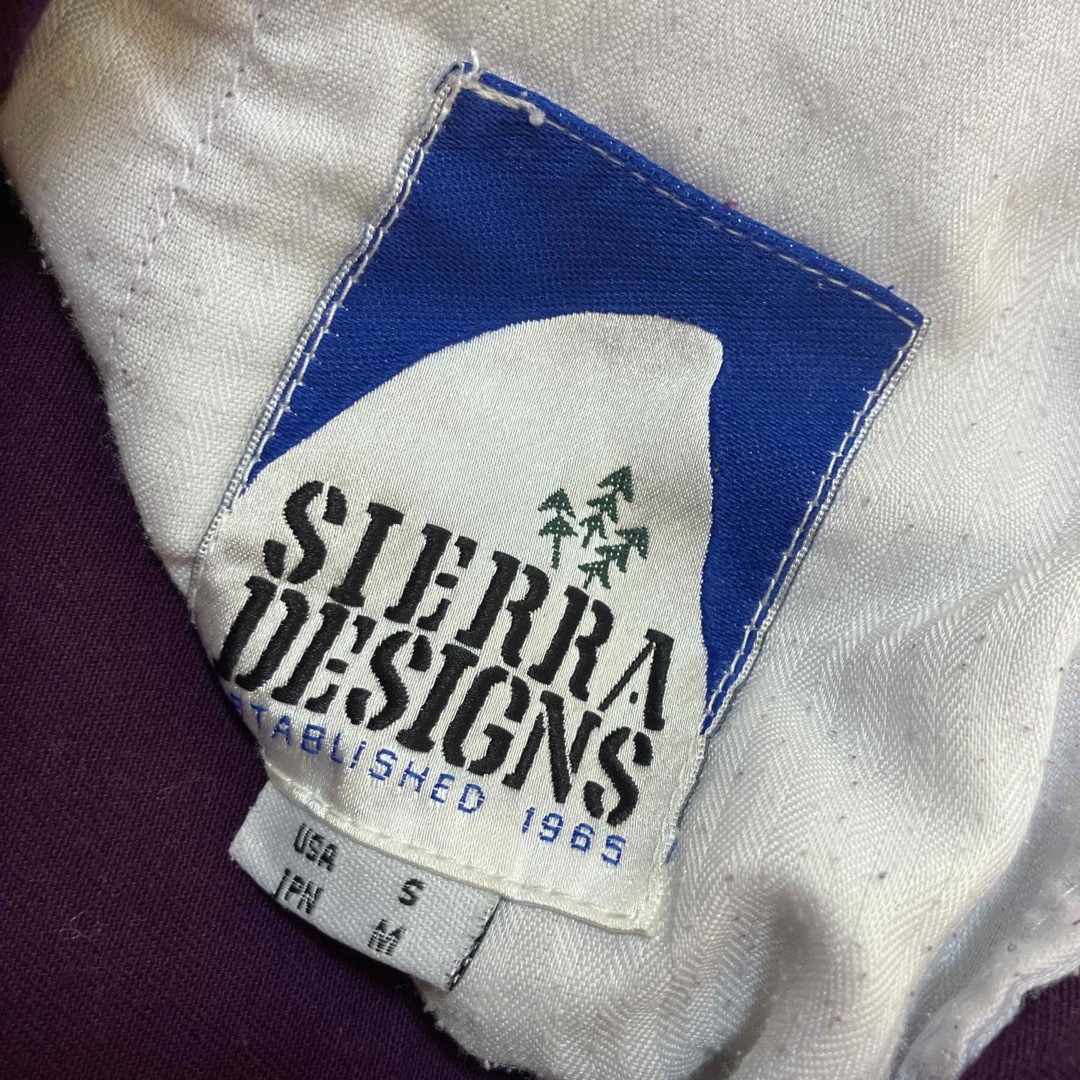 SIERRA
DESIGNS
ESTABLISHED 1965
USA S
JPN M